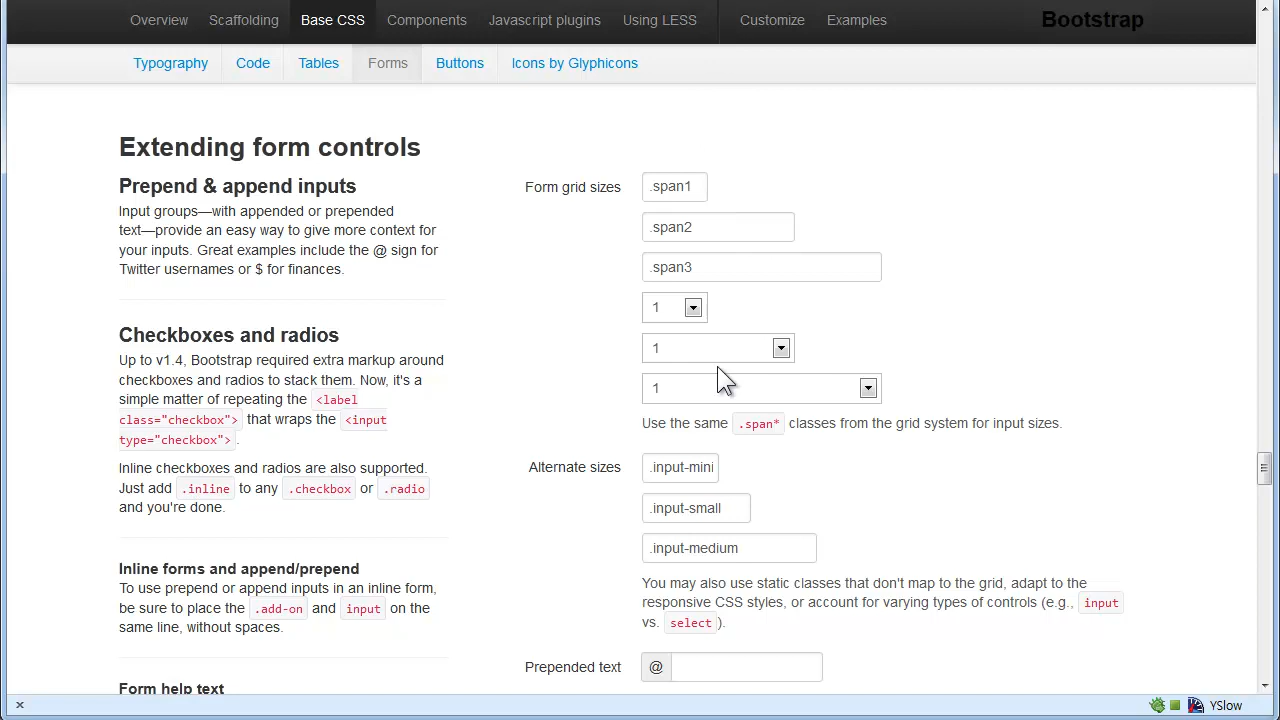 Overview Scaffolding Base CSS Components Javascript plugins Using LESS Customize Examples Bootstrap
Typography Code Tables Forms Buttons Icons by Glyphicons
Extending form controls
Prepend & append inputs
Input groups—with appended or prepended
text—provide an easy way to give more context for
your inputs. Great examples include the @ sign for
Twitter usernames or $ for finances.
Checkboxes and radios
Up to v1.4, Bootstrap required extra markup around
checkboxes and radios to stack them. Now, it's a
simple matter of repeating the <label
class="checkbox"> that wraps the <input
type="checkbox">.
Inline checkboxes and radios are also supported.
Just add .inline to any .checkbox or .radio
and you're done.
Inline forms and append/prepend
To use prepend or append inputs in an inline form,
be sure to place the .add-on and input on the
same line, without spaces.
Form help text
Form grid sizes .span1
.span2
.span3
1
1
1
Use the same .span* classes from the grid system for input sizes.
Alternate sizes .input-mini
.input-small
.input-medium
You may also use static classes that don't map to the grid, adapt to the
responsive CSS styles, or account for varying types of controls (e.g., input
vs. select).
Prepended text @
YSlow